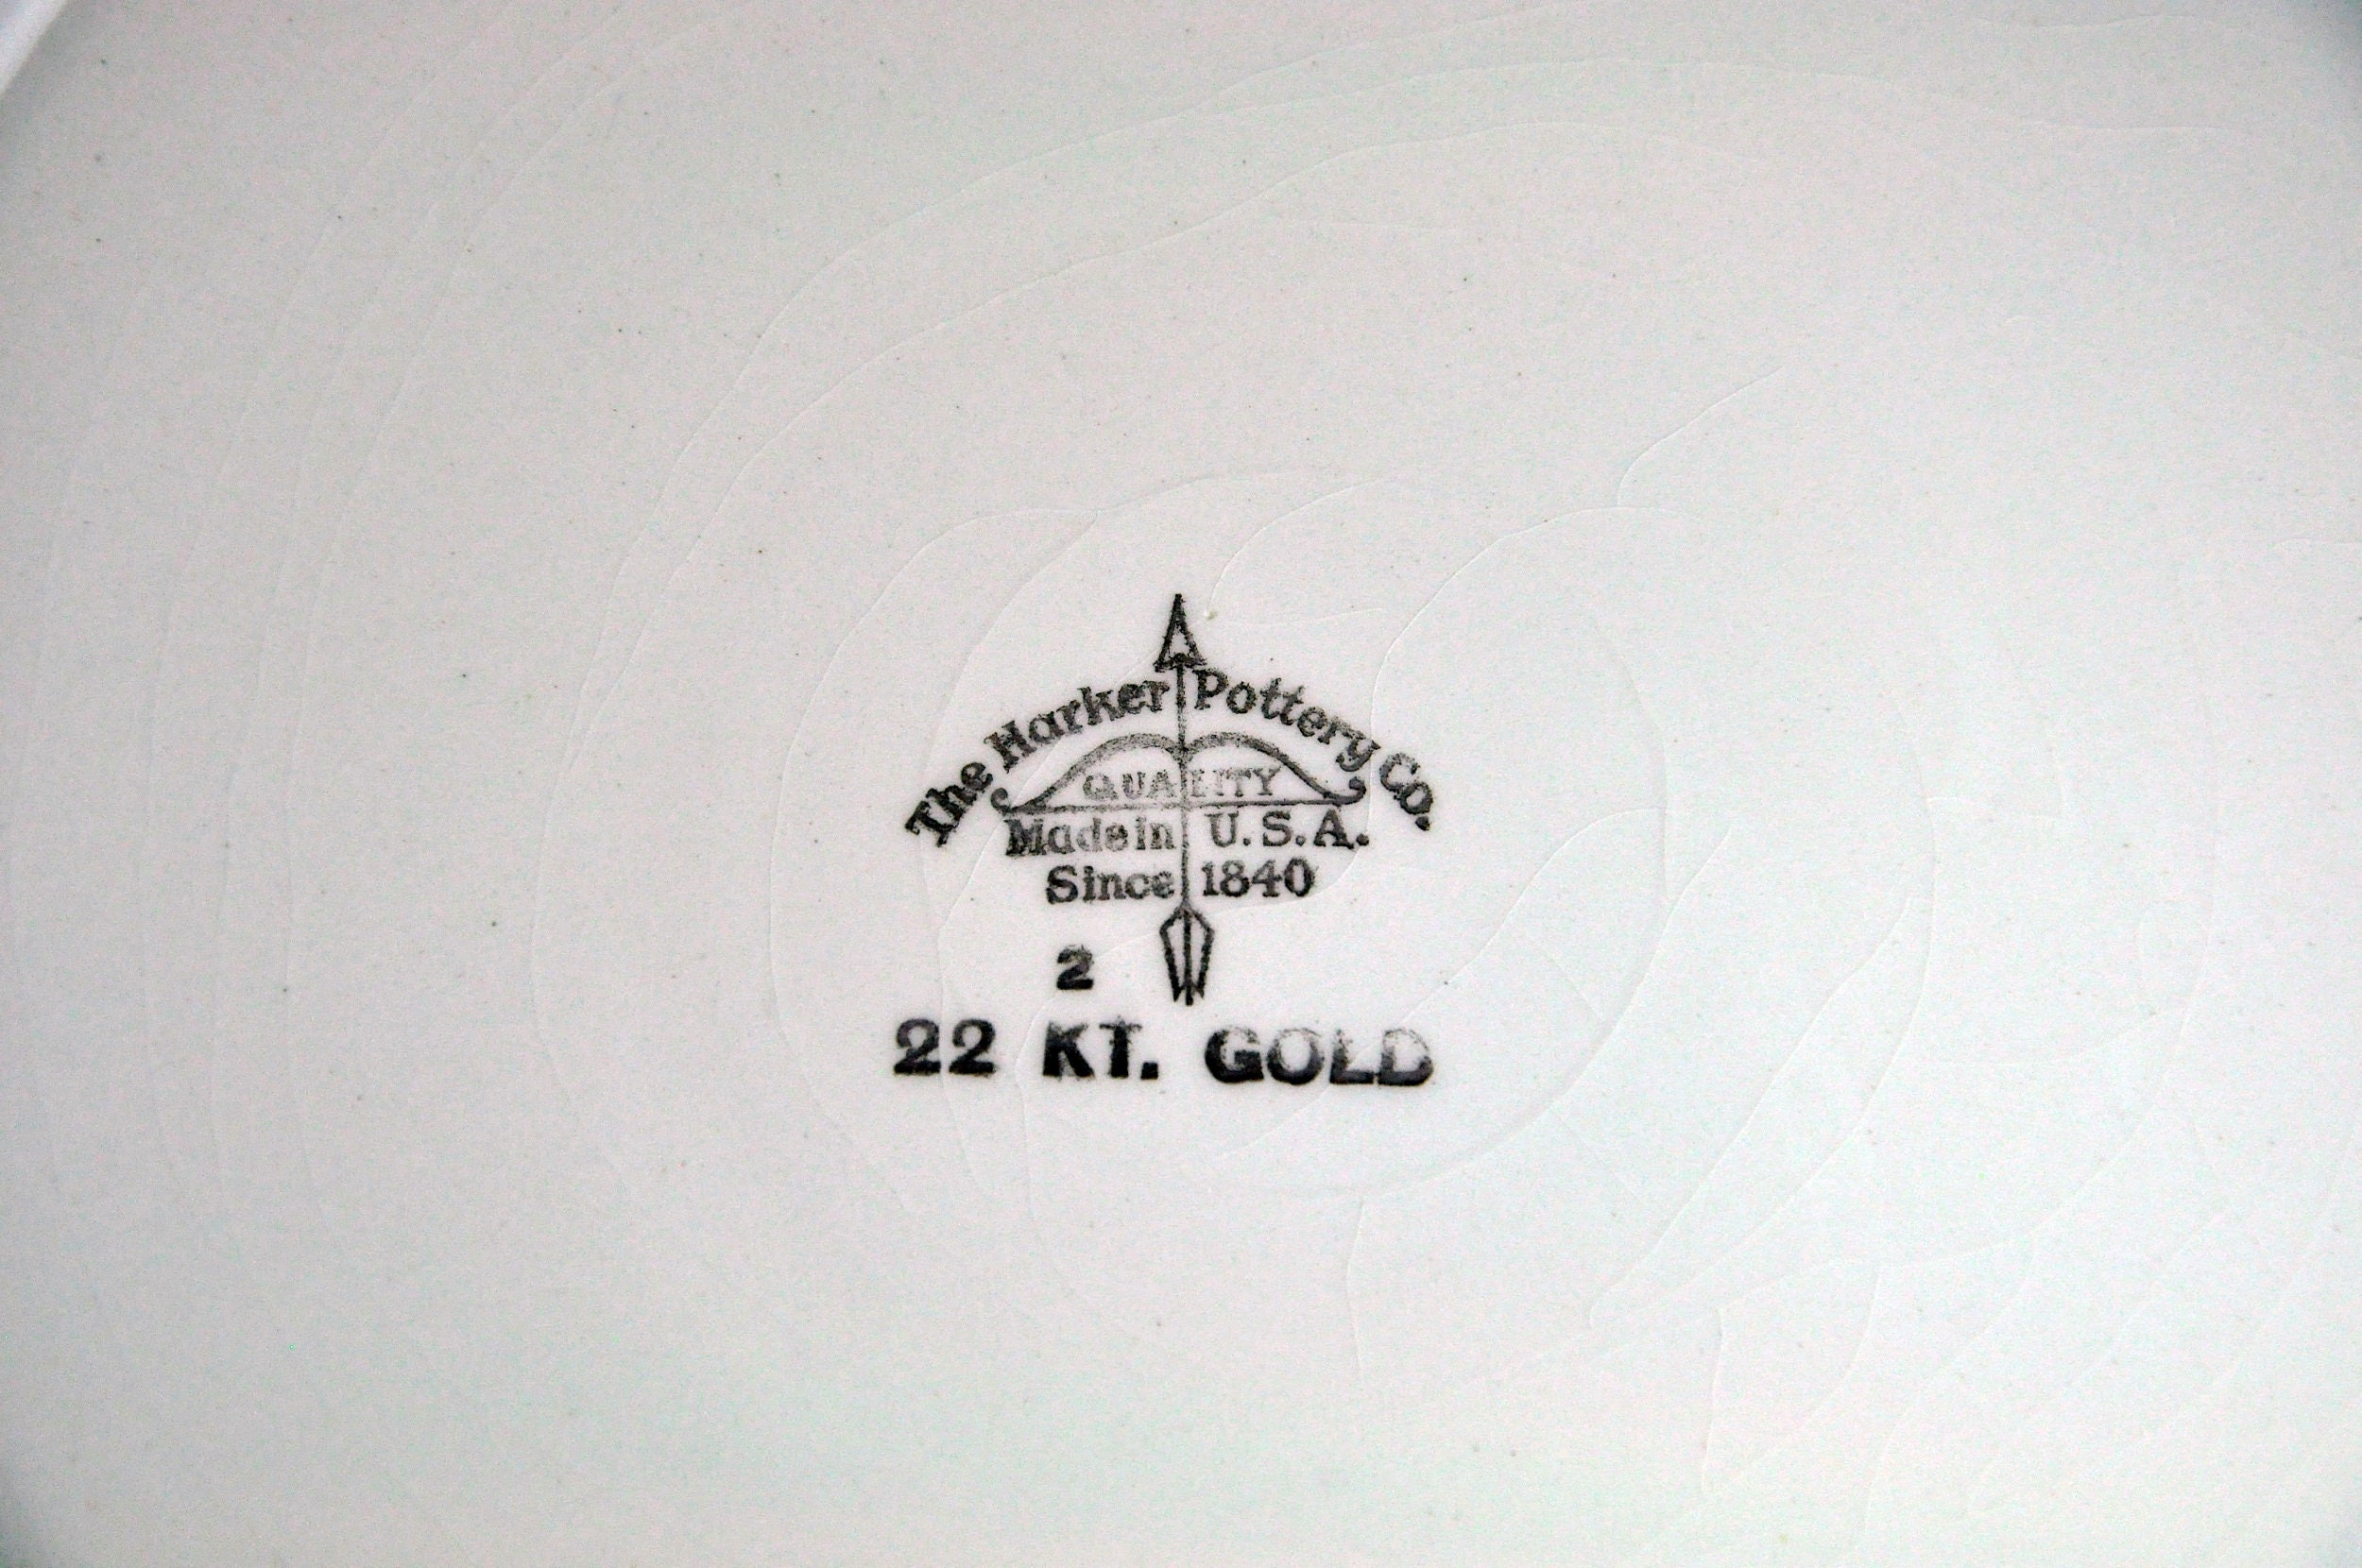 The Harker Pottery Co.
QUALITY
Made in U.S.A.
Since 1840
2
22 KT. GOLD